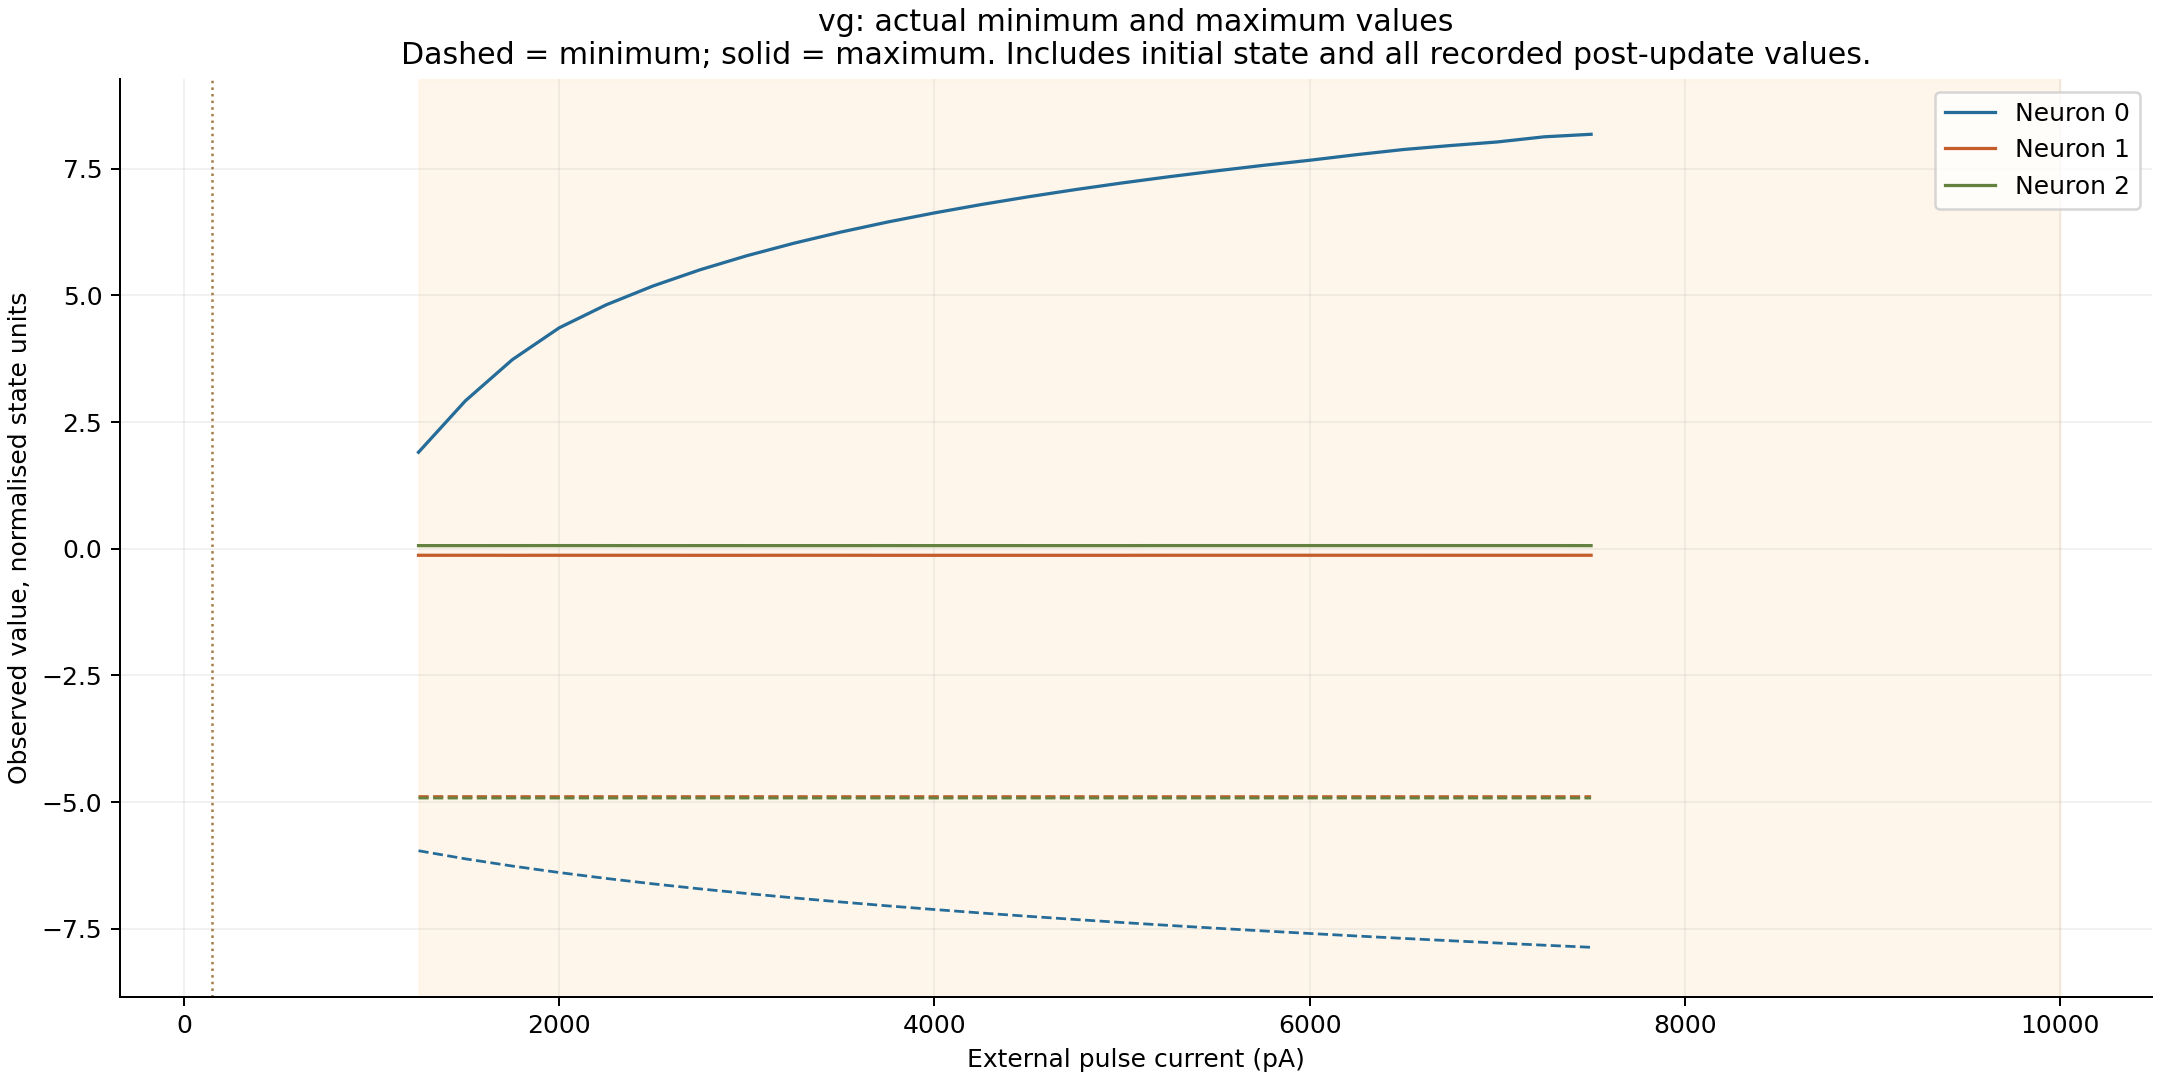 vg: actual minimum and maximum values
Dashed = minimum; solid = maximum. Includes initial state and all recorded post-update values.
Neuron 0
Neuron 1
Neuron 2
Observed value, normalised state units
7.5
5.0
2.5
0.0
−2.5
−5.0
−7.5
0
2000
4000
6000
8000
10000
External pulse current (pA)